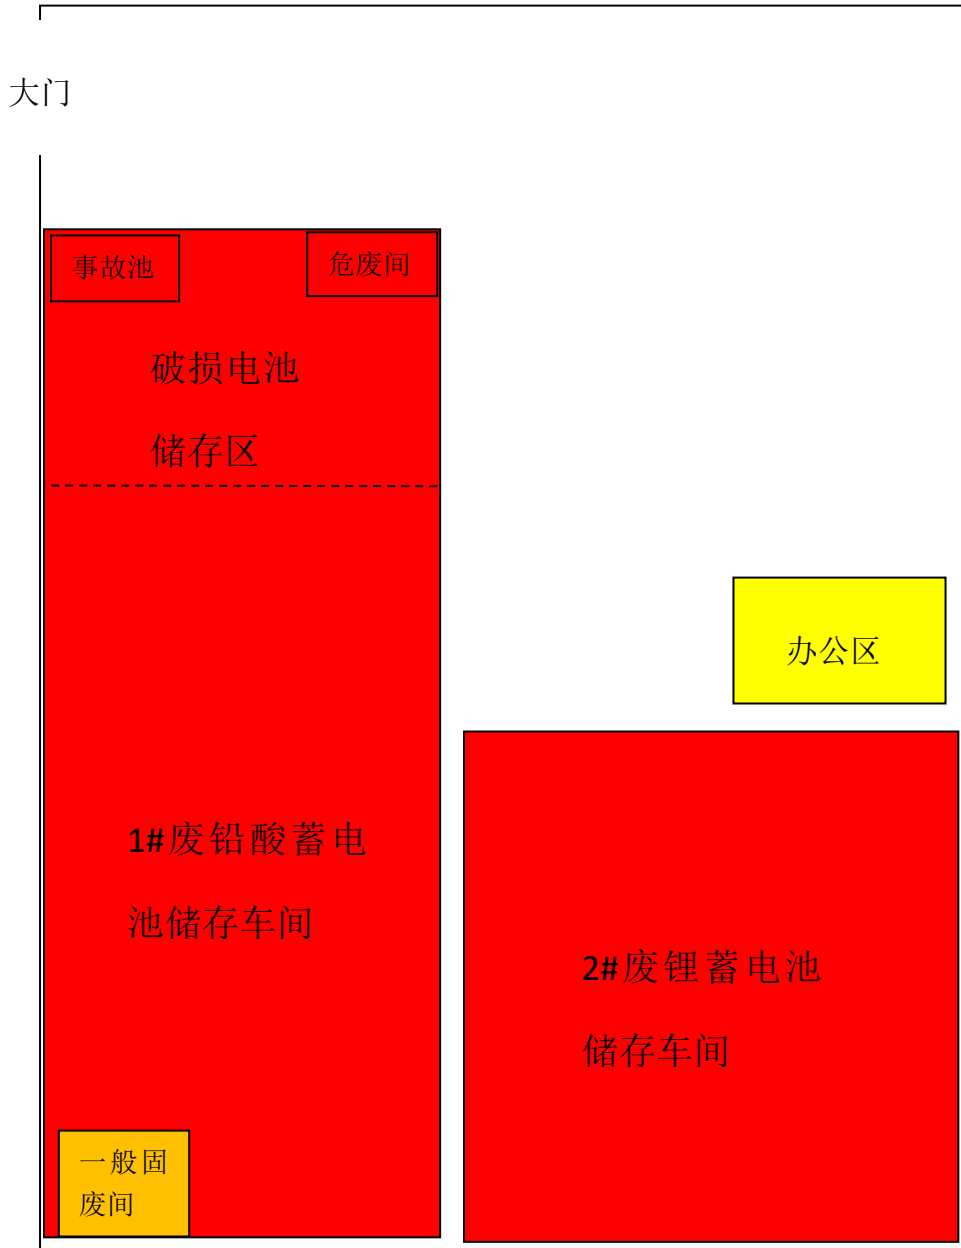 大门
事故池
危废间
破损电池
储存区
办公区
1#废铅酸蓄电
池储存车间
2#废锂蓄电池
储存车间
一般固
废间